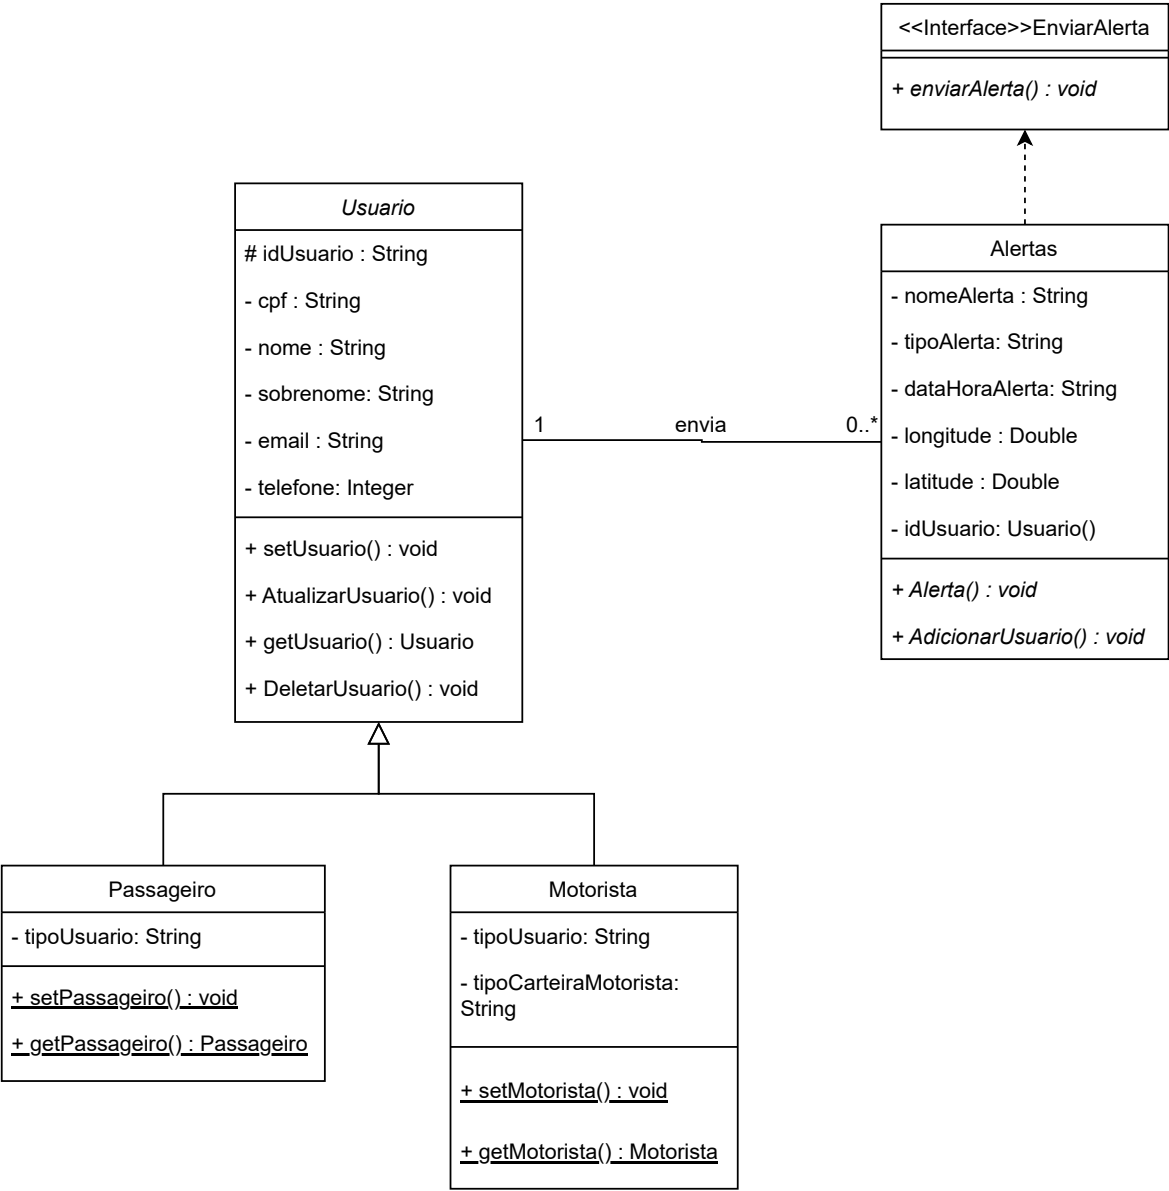 <<Interface>>EnviarAlerta
+ enviarAlerta() : void
Usuario
# idUsuario : String
- cpf : String
- nome : String
- sobrenome: String
- email : String
- telefone: Integer
+ setUsuario() : void
+ AtualizarUsuario() : void
+ getUsuario() : Usuario
+ DeletarUsuario() : void
1
envia
0..*
Alertas
- nomeAlerta : String
- tipoAlerta: String
- dataHoraAlerta: String
- longitude : Double
- latitude : Double
- idUsuario: Usuario()
+ Alerta() : void
+ AdicionarUsuario() : void
Passageiro
- tipoUsuario: String
+ setPassageiro() : void
+ getPassageiro() : Passageiro
Motorista
- tipoUsuario: String
- tipoCarteiraMotorista:
String
+ setMotorista() : void
+ getMotorista() : Motorista